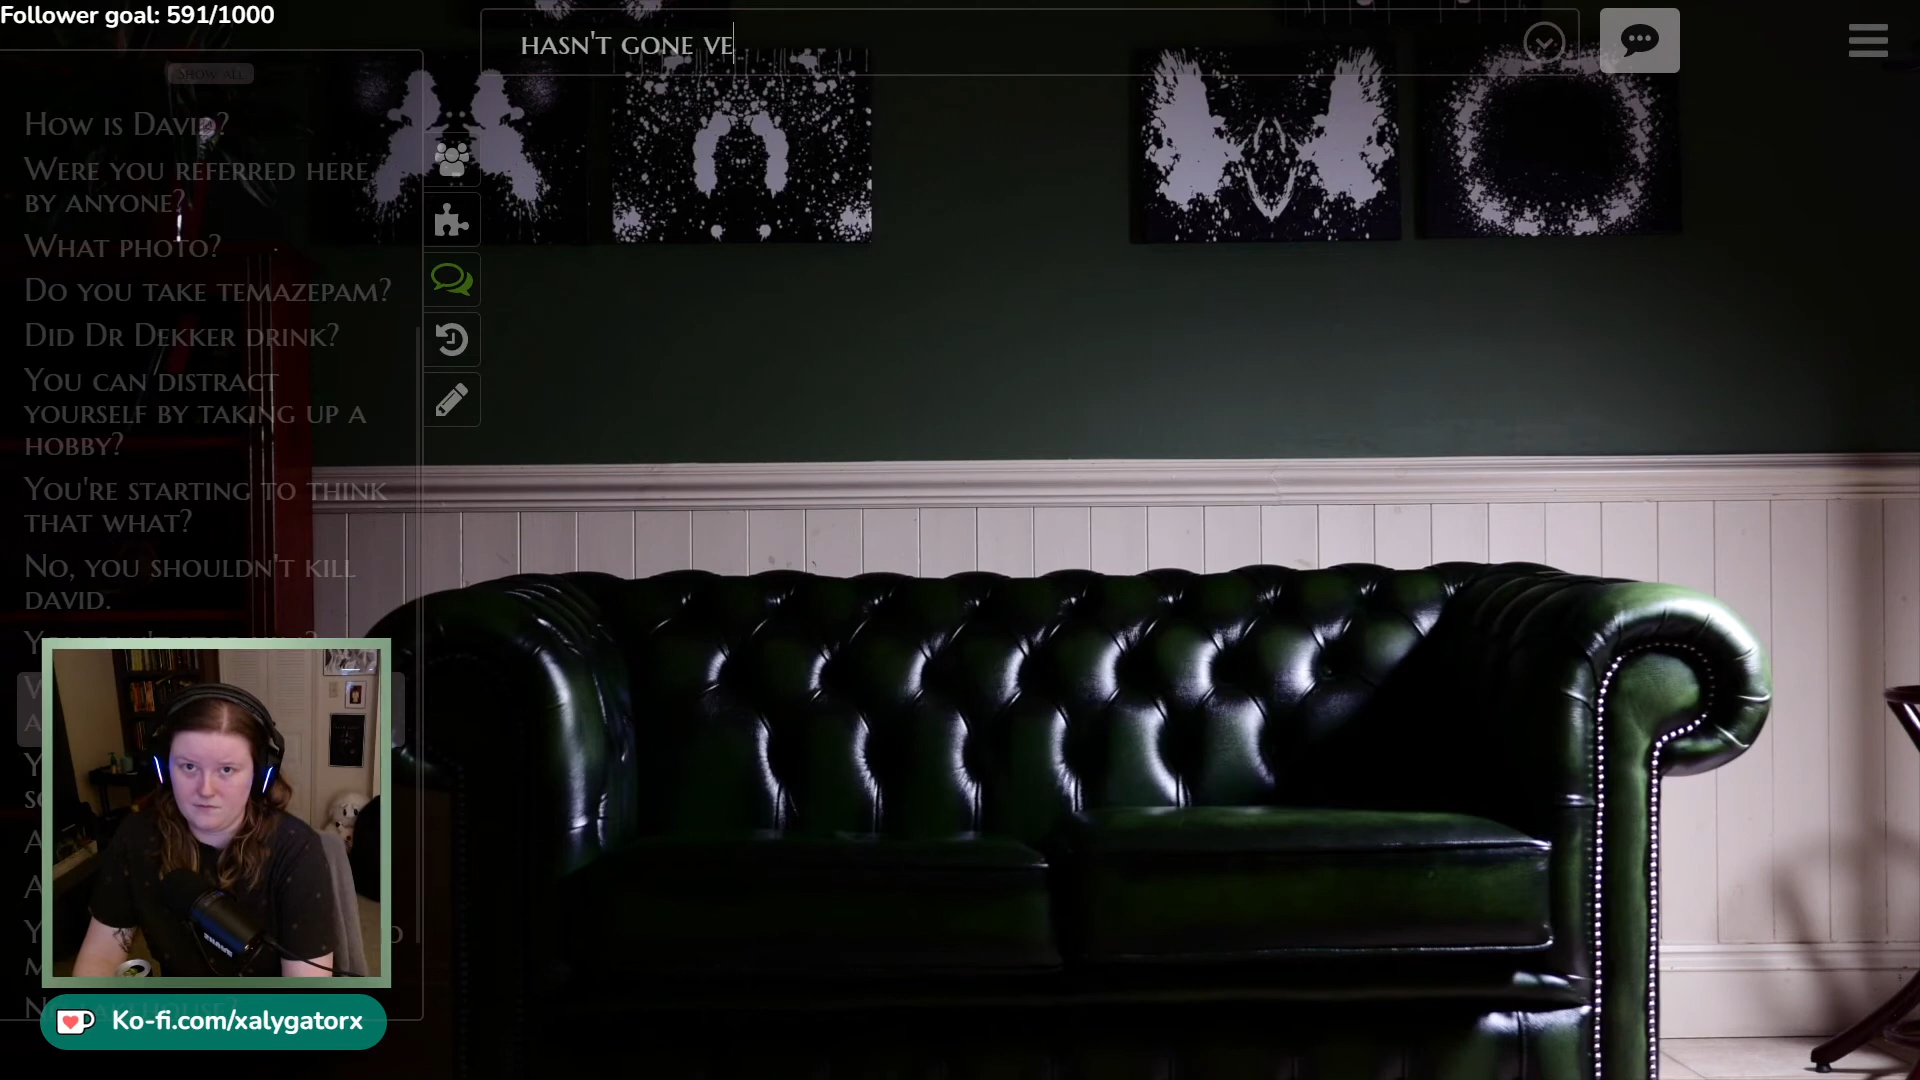 Follower goal: 591/1000
HASN'T GONE VE
Show all
How is David?
Were you referred here
by anyone?
What photo?
Do you take temazepam?
Did Dr Dekker drink?
You can distract
yourself by taking up a
hobby?
You're starting to think
that what?
No, you shouldn't kill
David.
Ko-fi.com/xalygatorx